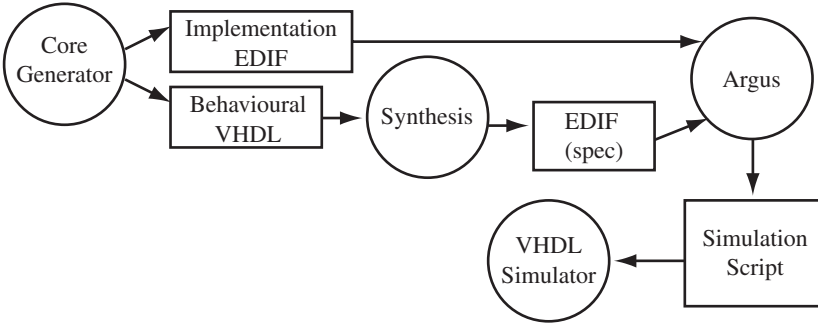 Core
Generator
Implementation
EDIF
Behavioural
VHDL
Synthesis
EDIF
(spec)
Argus
Simulation
Script
VHDL
Simulator